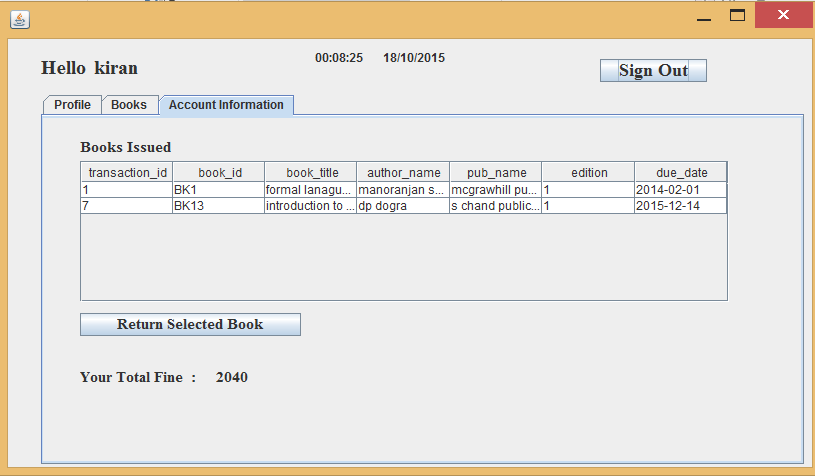 00:08:25 18/10/2015
Hello kiran
Sign Out
Profile Books Account Information
Books Issued
transaction_id book_id book_title author_name pub_name edition due_date
1 BK1 formal lanagu... manoranjan s... mcgrawhill pu... 1 2014-02-01
7 BK13 introduction to ... dp dogra s chand public... 1 2015-12-14
Return Selected Book
Your Total Fine : 2040